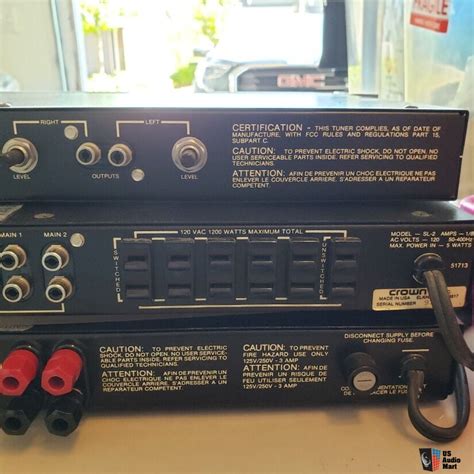 FRAGILE
GMC
RIGHT
LEFT
LEVEL
OUTPUTS
LEVEL
CERTIFICATION - THIS TUNER COMPLIES, AS OF DATE OF
MANUFACTURE, WITH FCC RULES AND REGULATIONS PART 15,
SUBPART C.
CAUTION: TO PREVENT ELECTRIC SHOCK, DO NOT OPEN. NO
USER SERVICEABLE PARTS INSIDE. REFER SERVICING TO QUALIFIED
TECHNICIANS.
ATTENTION: AFIN DE PREVENIR UN CHOC ELECTRIQUE NE PAS
ENLEVER LE COUVERCLE ARRIERE. S'ADRESSER A UN REPARATEUR
COMPETENT.
MAIN 1
MAIN 2
120 VAC 1200 WATTS MAXIMUM TOTAL
SWITCHED
UNSWITCHED
MODEL - SL-2 AMPS - 1/8
AC VOLTS - 120 50-400HZ
MAX. POWER IN - 5 WATTS
51713
crown
MADE IN USA
SERIAL NUMBER
CAUTION: TO PREVENT ELECTRIC
SHOCK, DO NOT OPEN. NO USER SERVICE-
ABLE PARTS INSIDE. REFER SERVICING TO
QUALIFIED TECHNICIANS.
ATTENTION: AFIN DE PREVENIR UN
CHOC ELECTRIQUE NE PAS ENLEVER LE
COUVERCLE ARRIERE. S'ADRESSER A UN
REPARATEUR COMPETENT.
CAUTION: TO PREVENT
FIRE HAZARD USE ONLY
125V/250V - 3 AMP
ATTENTION: AFIN DE
PREVENIR UN RISQUE DE
FEU UTILISER SEULEMENT
125V/250V - 3 AMP
DISCONNECT SUPPLY BEFORE
CHANGING FUSE.
US Audio
Mart